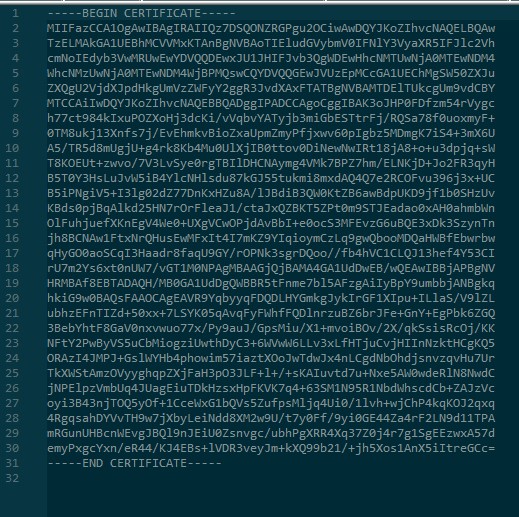 1 -----BEGIN CERTIFICATE-----
2 MIIFazCCA1OgAwIBAgIRAIIQz7DSQONZRGPgu2OCiwAwDQYJKoZIhvcNAQELBQAw
3 TzELMAkGA1UEBhMCVVMxKTAnBgNVBAoTIEludGVybmV0IFNlY3VyaXR5IFJlc2Vh
4 cmNoIEdyb3VwMRUwEwYDVQQDEwxJU1JHIFJvb3QgWDEwHhcNMTUwNjA0MTEwNDM4
5 WhcNMzUwNjA0MTEwNDM4WjBPMQswCQYDVQQGEwJVUzEpMCcGA1UEChMgSW50ZXJu
6 ZXQgU2VjdXJpdHkgUmVzZWFyY2ggR3JvdXAxFTATBgNVBAMTDElTUkcgUm9vdCBY
7 MTCCAiIwDQYJKoZIhvcNAQEBBQADggIPADCCAgoCggIBAK3oJHP0FDfzm54rVygc
8 h77ct984kIxuPOZXoHj3dcKi/vVqbvYATyjb3miGbESTtrFj/RQSa78f0uoxmyF+
9 0TM8ukj13Xnfs7j/EvEhmkvBioZxaUpmZmyPfjxwv60pIgbz5MDmgK7iS4+3mX6U
10 A5/TR5d8mUgjU+g4rk8Kb4Mu0UlXjIB0ttov0DiNewNwIRt18jA8+o+u3dpjq+sW
11 T8KOEUt+zwvo/7V3LvSye0rgTBIlDHCNAymg4VMk7BPZ7hm/ELNKjD+Jo2FR3qyH
12 B5T0Y3HsLuJvW5iB4YlcNHlsdu87kGJ55tukmi8mxdAQ4Q7e2RCOFvu396j3x+UC
13 B5iPNgiV5+I3lg02dZ77DnKxHZu8A/lJBdiB3QW0KtZB6awBdpUKD9jf1b0SHzUv
14 KBds0pjBqAlkd25HN7rOrFleaJ1/ctaJxQZBKT5ZPt0m9STJEadao0xAH0ahmbWn
15 OlFuhjuefXKnEgV4We0+UXgVCwOPjdAvBbI+e0ocS3MFEvzG6uBQE3xDk3SzynTn
16 jh8BCNAw1FtxNrQHusEwMFxIt4I7mKZ9YIqioymCzLq9gwQbooMDQaHWBfEbwrbw
17 qHyGO0aoSCqI3Haadr8faqU9GY/rOPNk3sgrDQoo//fb4hVC1CLQJ13hef4Y53CI
18 rU7m2Ys6xt0nUW7/vGT1M0NPAgMBAAGjQjBAMA4GA1UdDwEB/wQEAwIBBjAPBgNV
19 HRMBAf8EBTADAQH/MB0GA1UdDgQWBBR5tFnme7bl5AFzgAiIyBpY9umbbjANBgkq
20 hkiG9w0BAQsFAAOCAgEAVR9YqbyyqFDQDLHYGmkgJykIrGF1XIpu+ILlaS/V9lZL
21 ubhzEFnTIZd+50xx+7LSYK05qAvqFyFWhfFQDlnrzuBZ6brJFe+GnY+EgPbk6ZGQ
22 3BebYhtF8GaV0nxvwuo77x/Py9auJ/GpsMiu/X1+mvoiBOv/2X/qkSsisRcOj/KK
23 NFtY2PwByVS5uCbMiogziUwthDyC3+6WVwW6LLv3xLfHTjuCvjHIInNzktHCgKQ5
24 ORAzI4JMPJ+GslWYHb4phowim57iaztXOoJwTdwJx4nLCgdNbOhdjsnvzqvHu7Ur
25 TkXWStAmzOVyyghqpZXjFaH3pO3JLF+l+/+sKAIuvtd7u+Nxe5AW0wdeRlN8NwdC
26 jNPElpzVmbUq4JUagEiuTDkHzsxHpFKVK7q4+63SM1N95R1NbdWhscdCb+ZAJzVc
27 oyi3B43njTOQ5yOf+1CceWxG1bQVs5ZufpsMljq4Ui0/1lvh+wjChP4kqKOJ2qxq
28 4RgqsahDYVvTH9w7jXbyLeiNdd8XM2w9U/t7y0Ff/9yi0GE44Za4rF2LN9d11TPA
29 mRGunUHBcnWEvgJBQl9nJEiU0Zsnvgc/ubhPgXRR4Xq37Z0j4r7g1SgEEzwxA57d
30 emyPxgcYxn/eR44/KJ4EBs+lVDR3veyJm+kXQ99b21/+jh5Xos1AnX5iItreGCc=
31 -----END CERTIFICATE-----
32